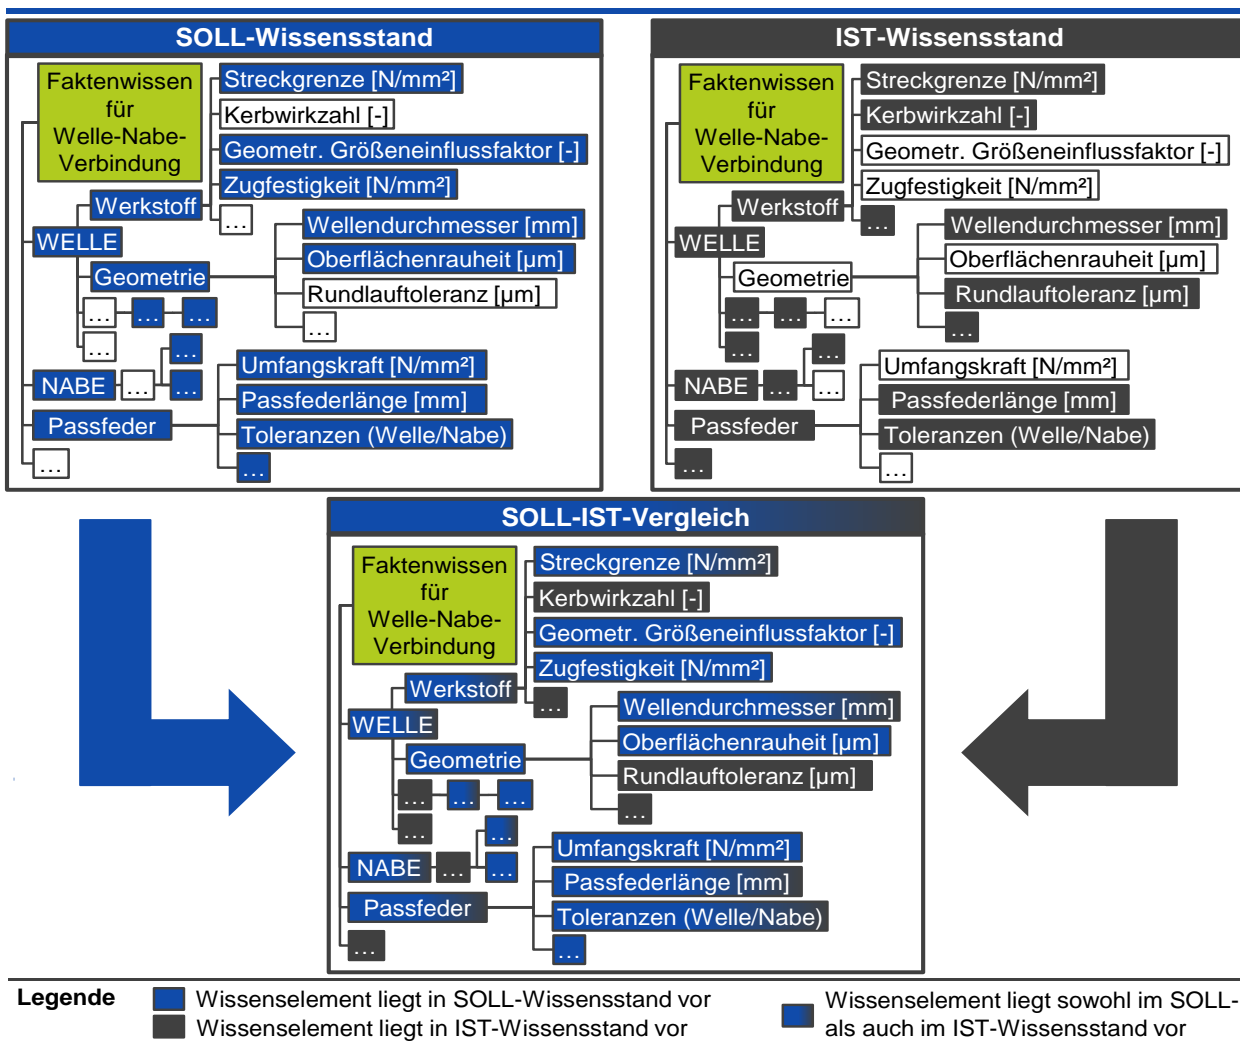 SOLL-Wissensstand
Faktenwissen
für
Welle-Nabe-
Verbindung
Streckgrenze [N/mm²]
Kerbwirkzahl [-]
Geometr. Größeneinflussfaktor [-]
Zugfestigkeit [N/mm²]
...
Werkstoff
WELLE
Wellendurchmesser [mm]
Oberflächenrauheit [µm]
Rundlauftoleranz [µm]
...
Geometrie
... ... ...
...
NABE ... ... ...
Umfangskraft [N/mm²]
Passfederlänge [mm]
Toleranzen (Welle/Nabe)
...
Passfeder
...
IST-Wissensstand
Faktenwissen
für
Welle-Nabe-
Verbindung
Streckgrenze [N/mm²]
Kerbwirkzahl [-]
Geometr. Größeneinflussfaktor [-]
Zugfestigkeit [N/mm²]
...
Werkstoff
WELLE
Wellendurchmesser [mm]
Oberflächenrauheit [µm]
Rundlauftoleranz [µm]
...
Geometrie
... ... ...
...
NABE ... ... ...
Umfangskraft [N/mm²]
Passfederlänge [mm]
Toleranzen (Welle/Nabe)
...
Passfeder
...
SOLL-IST-Vergleich
Faktenwissen
für
Welle-Nabe-
Verbindung
Streckgrenze [N/mm²]
Kerbwirkzahl [-]
Geometr. Größeneinflussfaktor [-]
Zugfestigkeit [N/mm²]
...
Werkstoff
WELLE
Wellendurchmesser [mm]
Oberflächenrauheit [µm]
Rundlauftoleranz [µm]
...
Geometrie
... ... ...
...
NABE ... ... ...
Umfangskraft [N/mm²]
Passfederlänge [mm]
Toleranzen (Welle/Nabe)
...
Passfeder
...
Legende
Wissenselement liegt in SOLL-Wissensstand vor
Wissenselement liegt in IST-Wissensstand vor
Wissenselement liegt sowohl im SOLL-
als auch im IST-Wissensstand vor